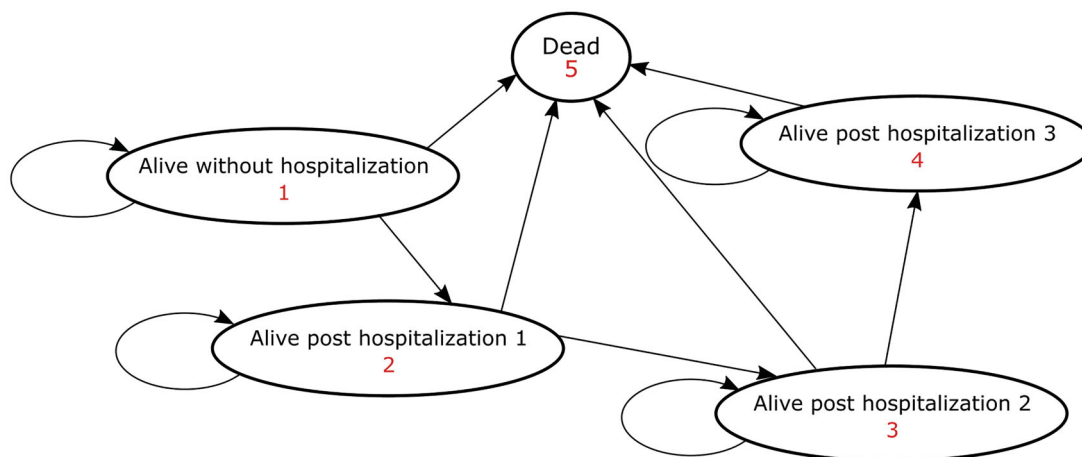 Dead
5
Alive post hospitalization 3
4
Alive without hospitalization
1
Alive post hospitalization 1
2
Alive post hospitalization 2
3